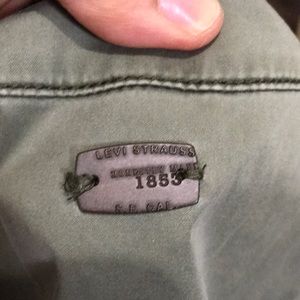 LEVI STRAUSS
1853
S.F. CAL.